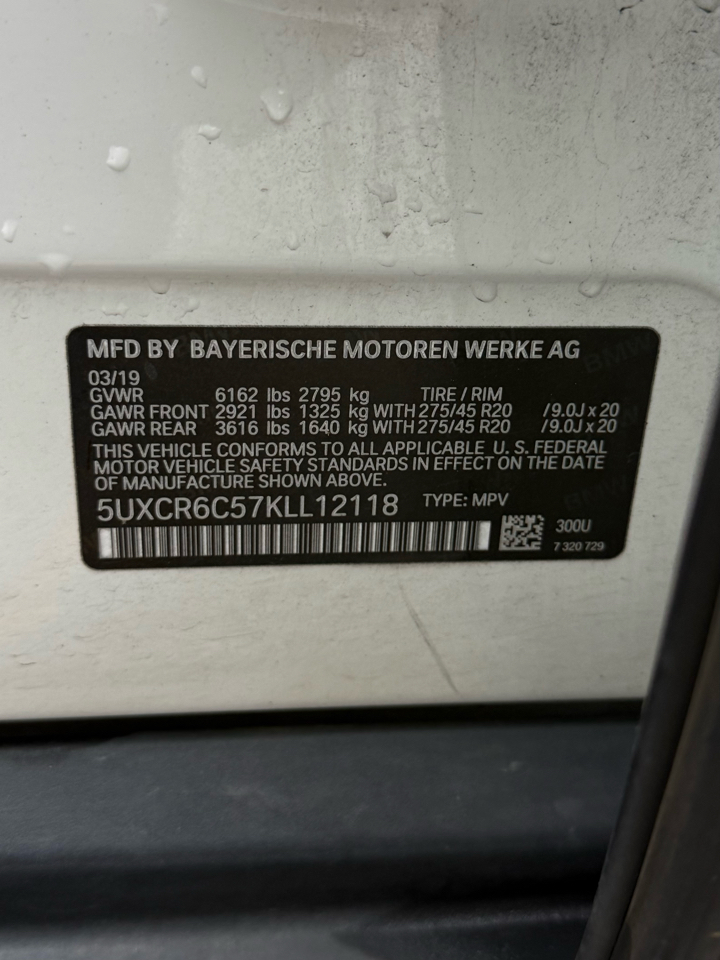 MFD BY BAYERISCHE MOTOREN WERKE AG
03/19
GVWR 6162 lbs 2795 kg TIRE / RIM
GAWR FRONT 2921 lbs 1325 kg WITH 275/45 R20 /9.0J x 20
GAWR REAR 3616 lbs 1640 kg WITH 275/45 R20 /9.0J x 20
THIS VEHICLE CONFORMS TO ALL APPLICABLE U. S. FEDERAL
MOTOR VEHICLE SAFETY STANDARDS IN EFFECT ON THE DATE
OF MANUFACTURE SHOWN ABOVE.
5UXCR6C57KLL12118 TYPE: MPV
300U
7 320 729